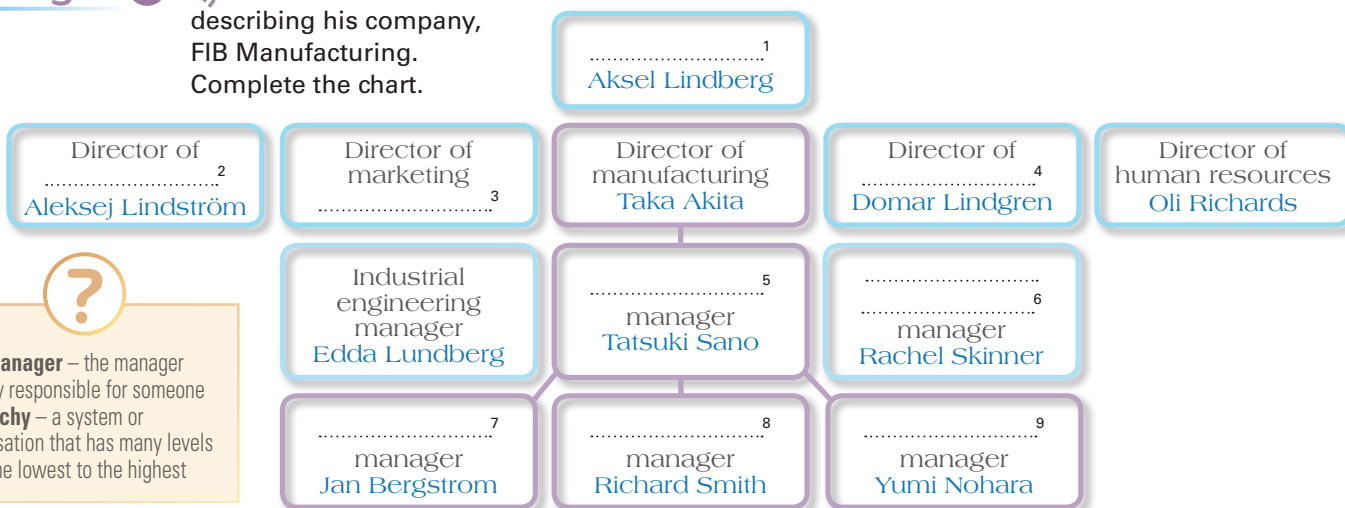 describing his company,
FIB Manufacturing.
Complete the chart.
1
Aksel Lindberg
Director of
2
Aleksej Lindström
Director of
marketing
3
Director of
manufacturing
Taka Akita
Director of
4
Domar Lindgren
Director of
human resources
Oli Richards
Industrial
engineering
manager
Edda Lundberg
5
manager
Tatsuki Sano
6
manager
Rachel Skinner
?
anager – the manager
y responsible for someone
chy – a system or
sation that has many levels
he lowest to the highest
7
manager
Jan Bergstrom
8
manager
Richard Smith
9
manager
Yumi Nohara